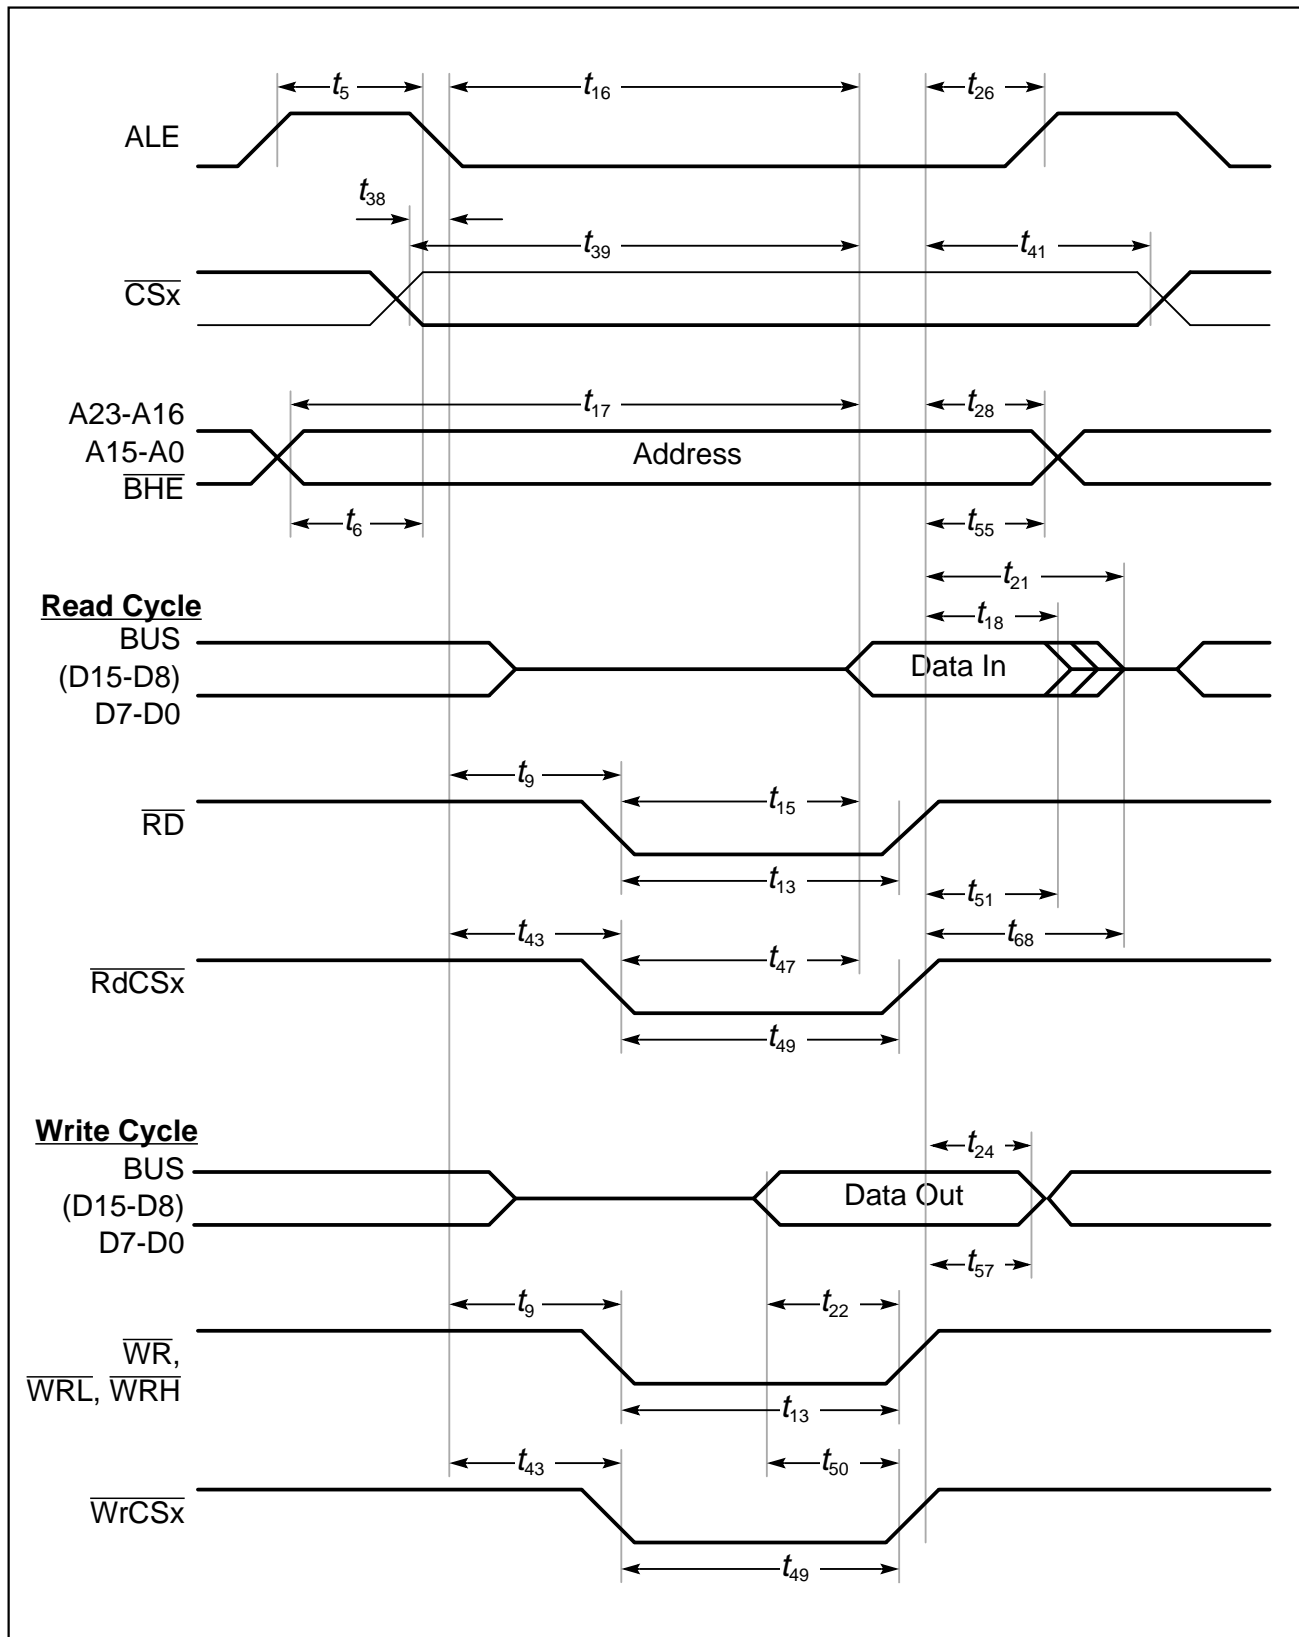 t5
t16
t26
ALE
t38
t39
t41
CSx
t17
t28
A23-A16
A15-A0
BHE
Address
t6
t55
t21
Read Cycle
t18
BUS
(D15-D8)
D7-D0
Data In
t9
t15
RD
t13
t51
t43
t47
t68
RdCSx
t49
Write Cycle
t24
BUS
(D15-D8)
D7-D0
Data Out
t57
t9
t22
WR,
WRL, WRH
t13
t43
t50
WrCSx
t49